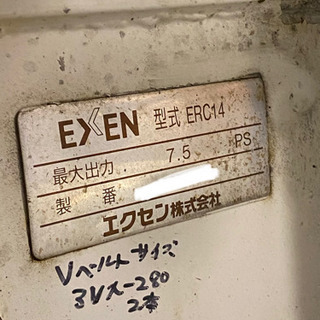 EXEN 型式 ERC14
最大出力 7.5 PS
製番
エクセン株式会社
Vベルトサイズ
3VX-280
2本